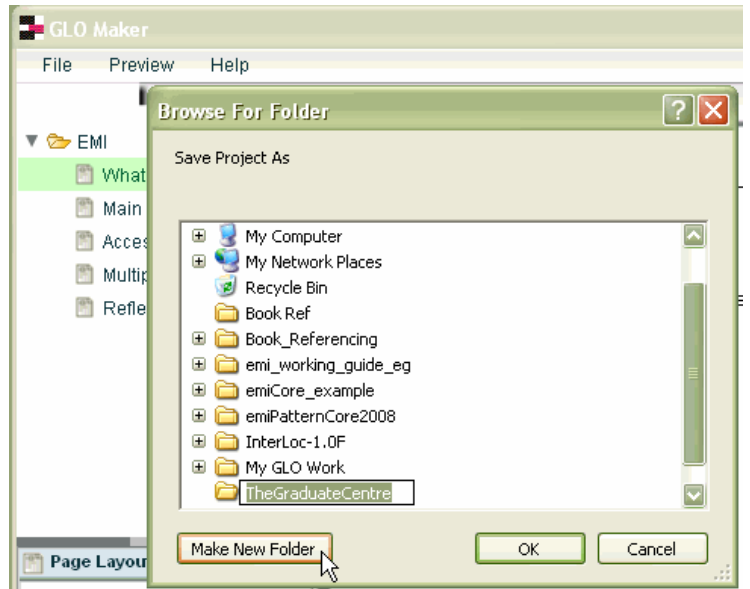 GLO Maker
File Preview Help
Browse For Folder
Save Project As
EMI
What
Main
Acces
Multip
Refle
My Computer
My Network Places
Recycle Bin
Book Ref
Book_Referencing
emi_working_guide_eg
emiCore_example
emiPatternCore2008
InterLoc-1.0F
My GLO Work
TheGraduateCentre
Make New Folder OK Cancel
Page Layour